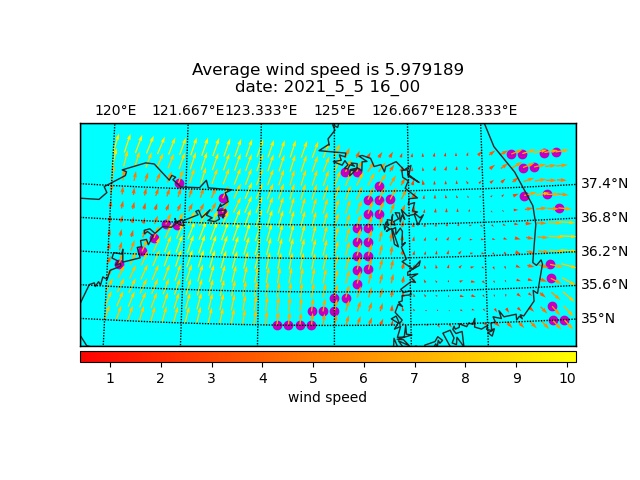 Average wind speed is 5.979189
date: 2021_5_5 16_00
120°E 121.667°E 123.333°E 125°E 126.667°E 128.333°E
37.4°N
36.8°N
36.2°N
35.6°N
35°N
1 2 3 4 5 6 7 8 9 10
wind speed